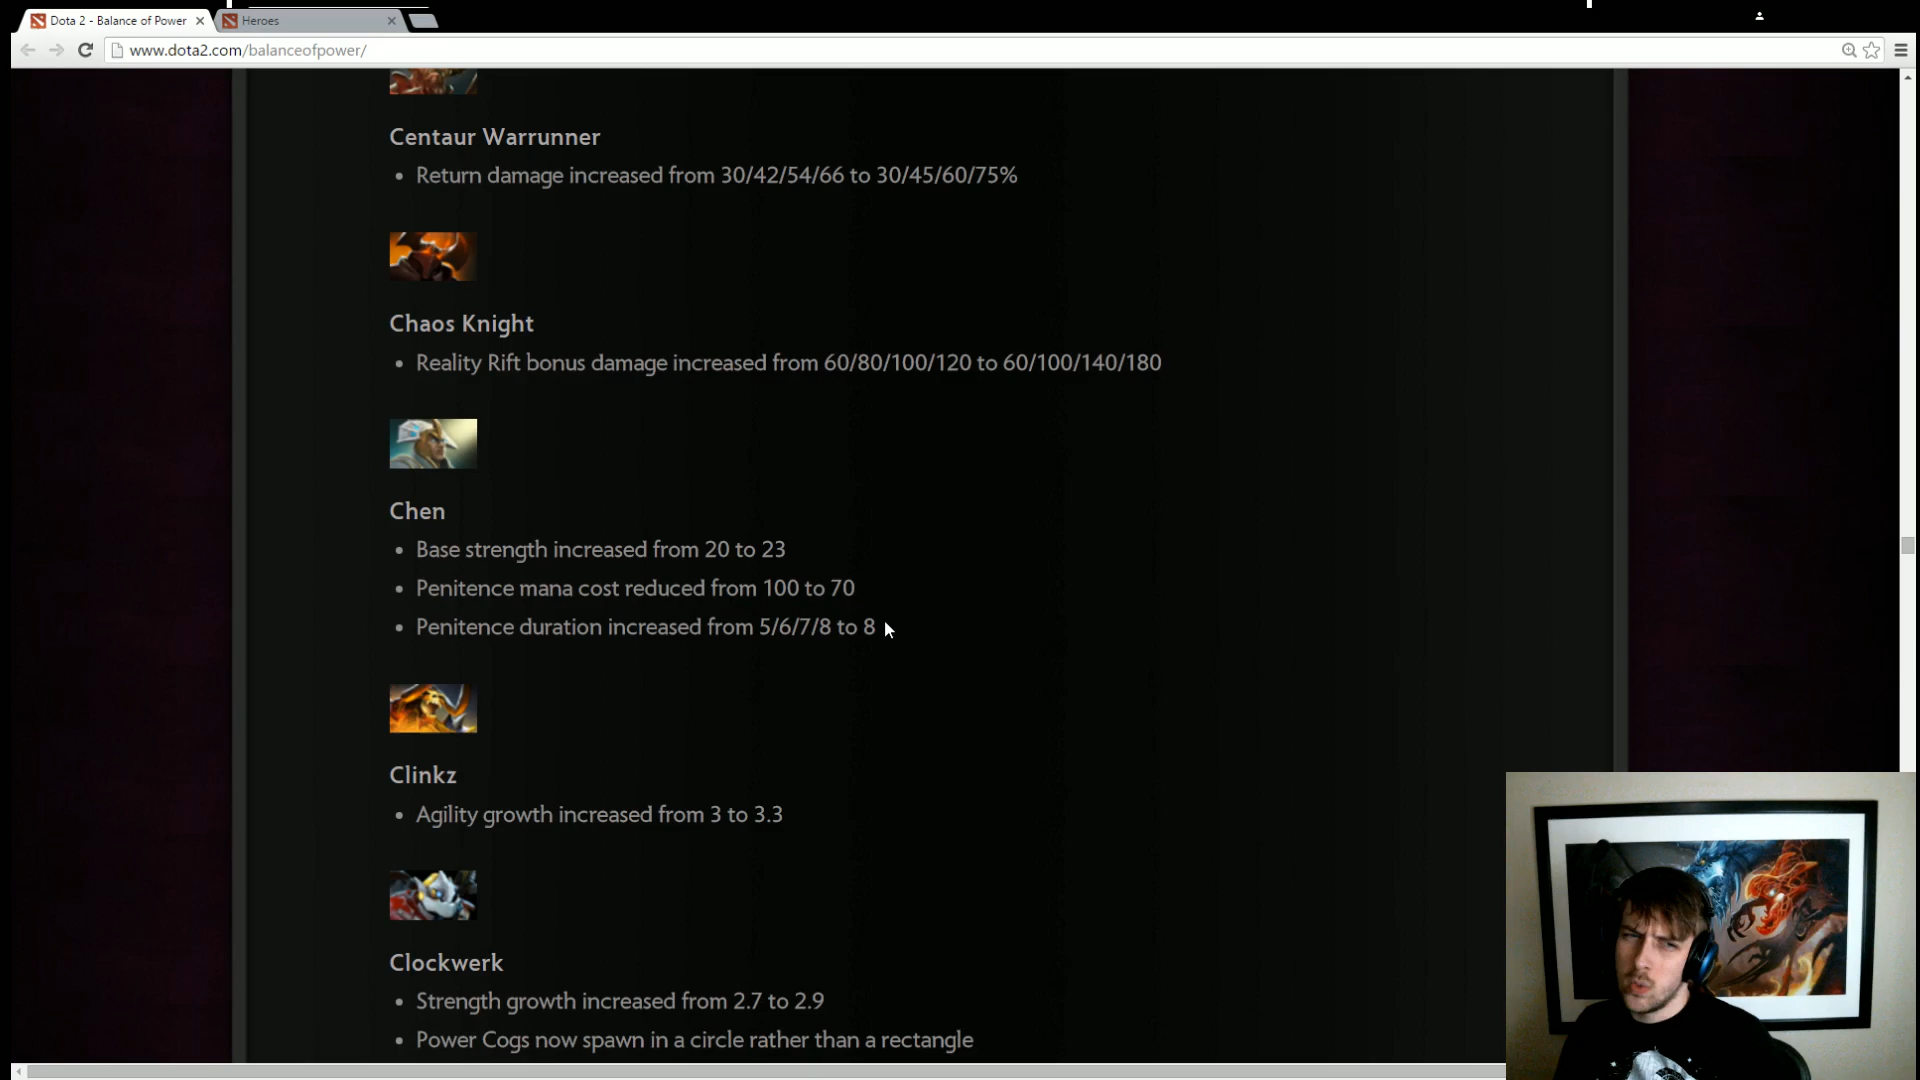 Dota 2 - Balance of Power
Heroes
www.dota2.com/balanceofpower/
Centaur Warrunner
• Return damage increased from 30/42/54/66 to 30/45/60/75%
Chaos Knight
• Reality Rift bonus damage increased from 60/80/100/120 to 60/100/140/180
Chen
• Base strength increased from 20 to 23
• Penitence mana cost reduced from 100 to 70
• Penitence duration increased from 5/6/7/8 to 8
Clinkz
• Agility growth increased from 3 to 3.3
Clockwerk
• Strength growth increased from 2.7 to 2.9
• Power Cogs now spawn in a circle rather than a rectangle